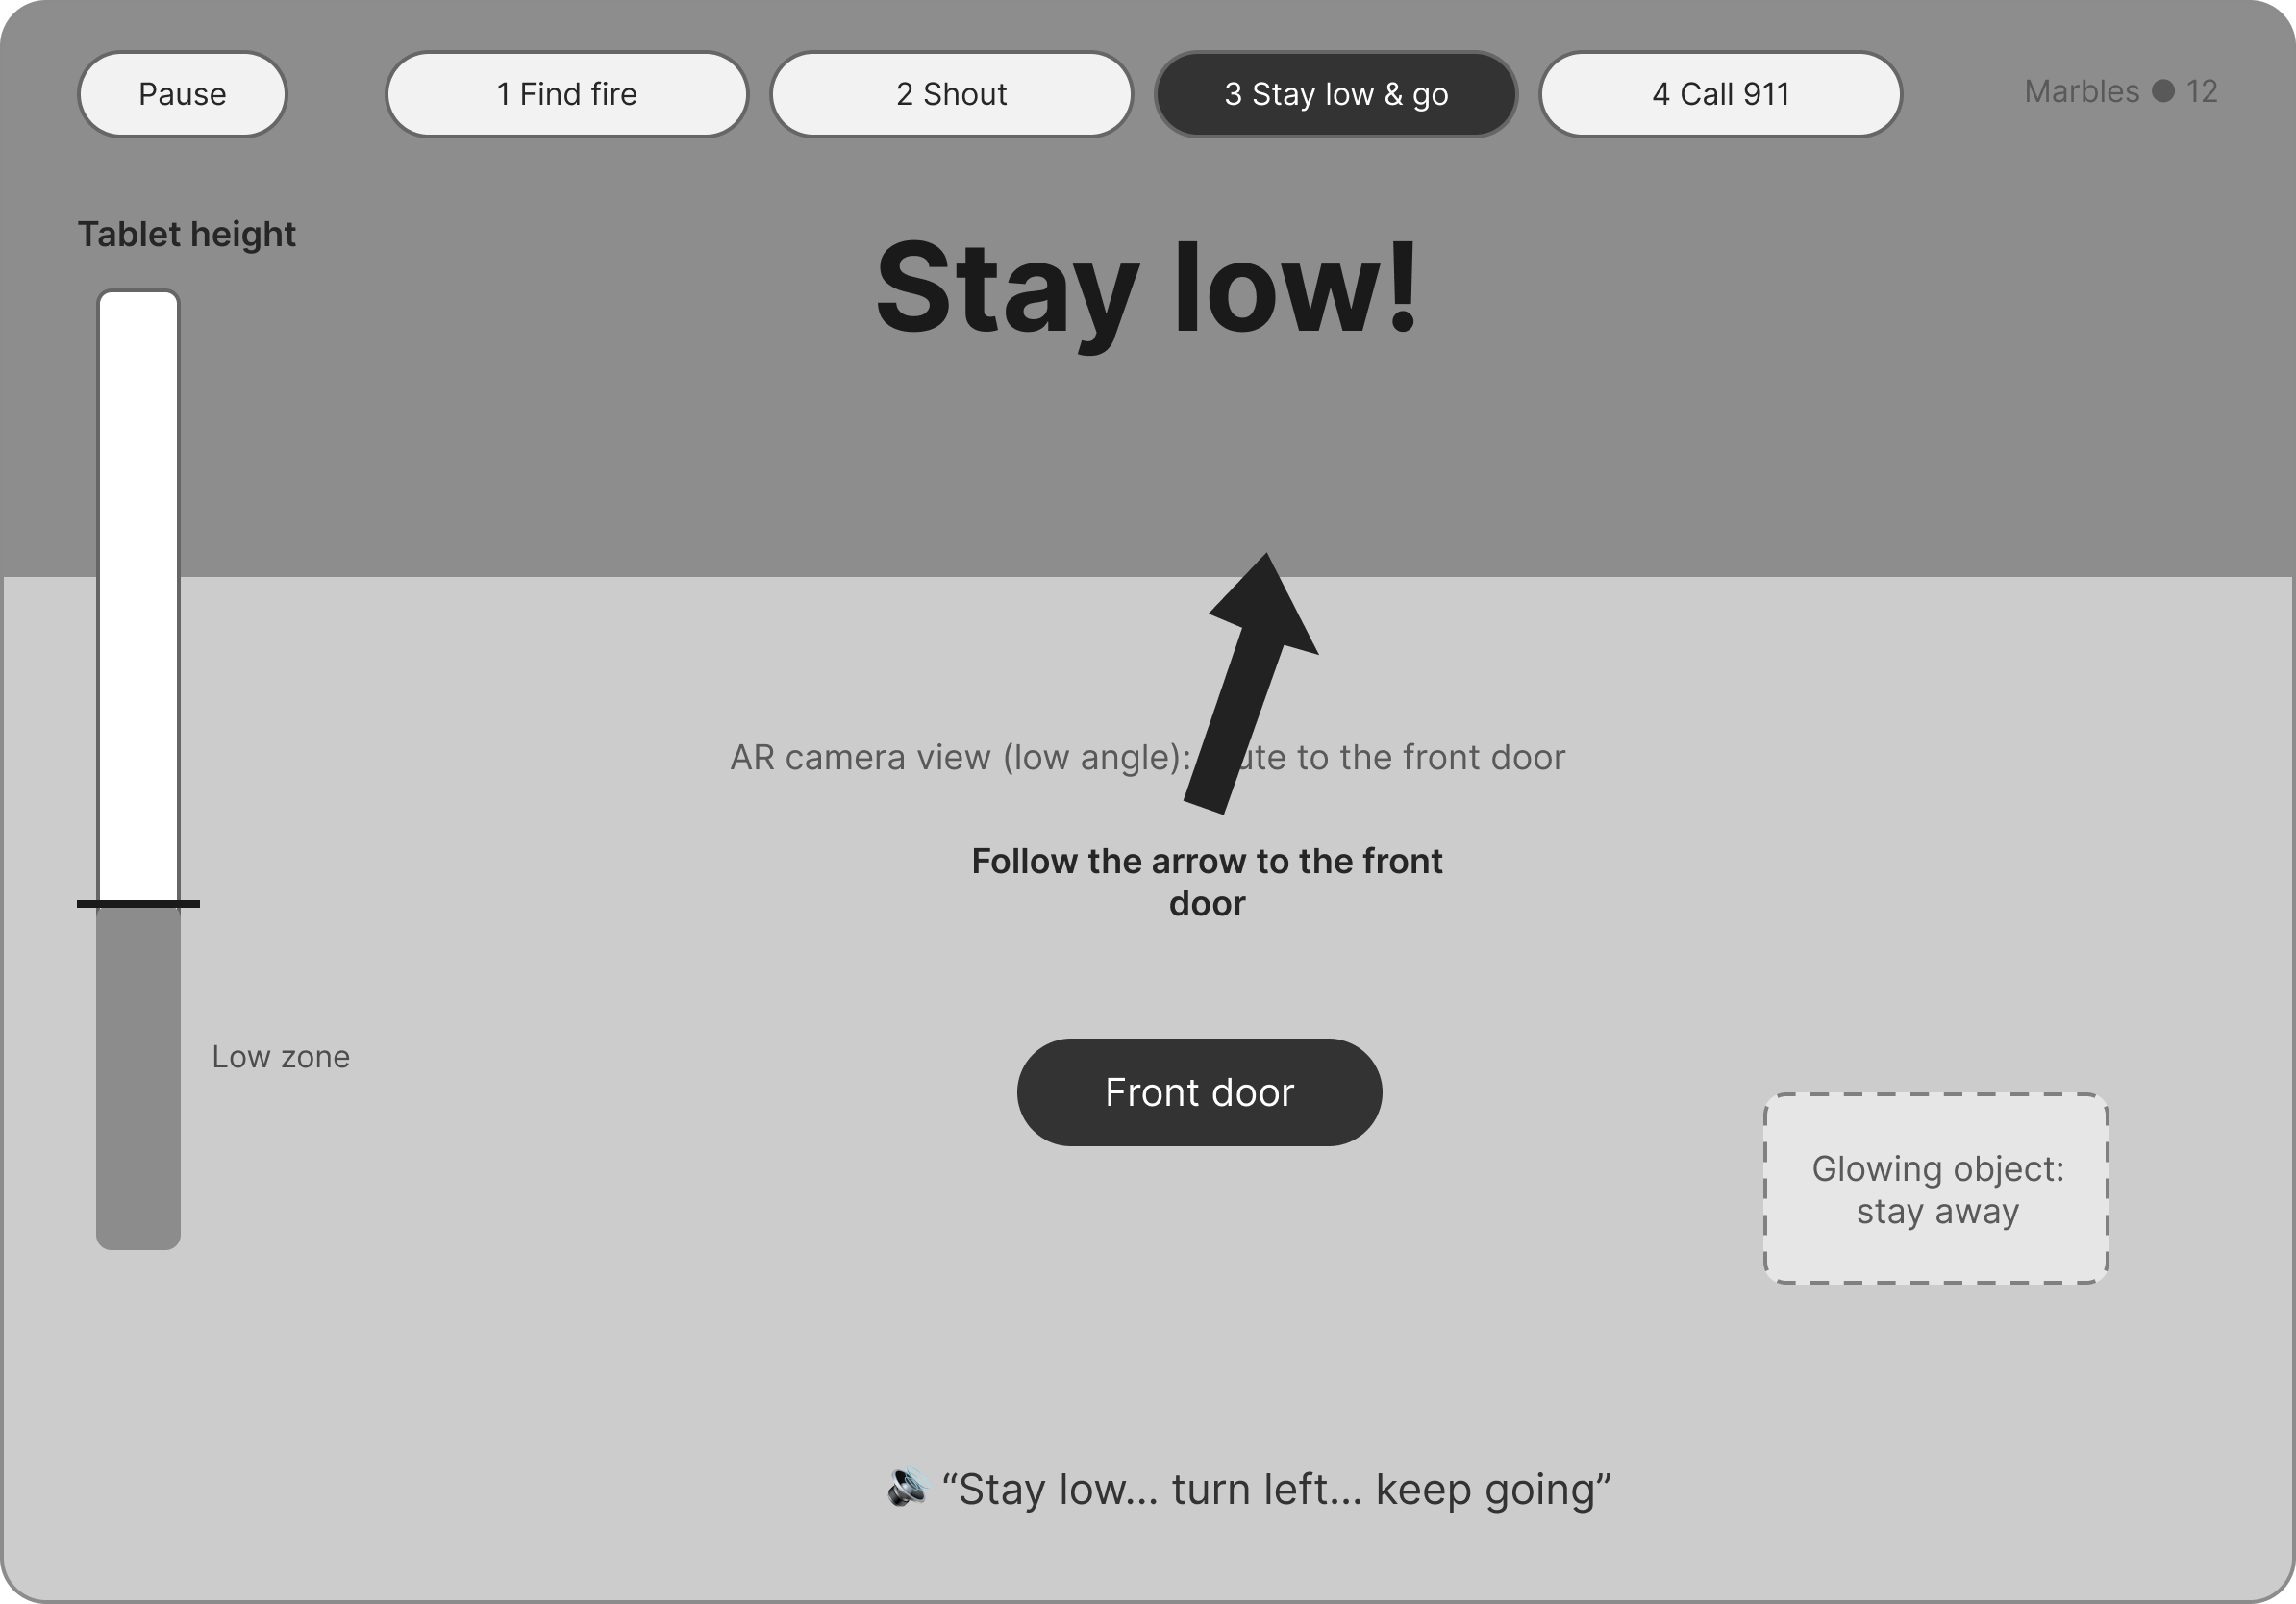 Pause
1 Find fire
2 Shout
3 Stay low & go
4 Call 911
Marbles ● 12
Tablet height
Stay low!
AR camera view (low angle): ute to the front door
Follow the arrow to the front
door
Low zone
Front door
Glowing object:
stay away
🔊 “Stay low… turn left… keep going”